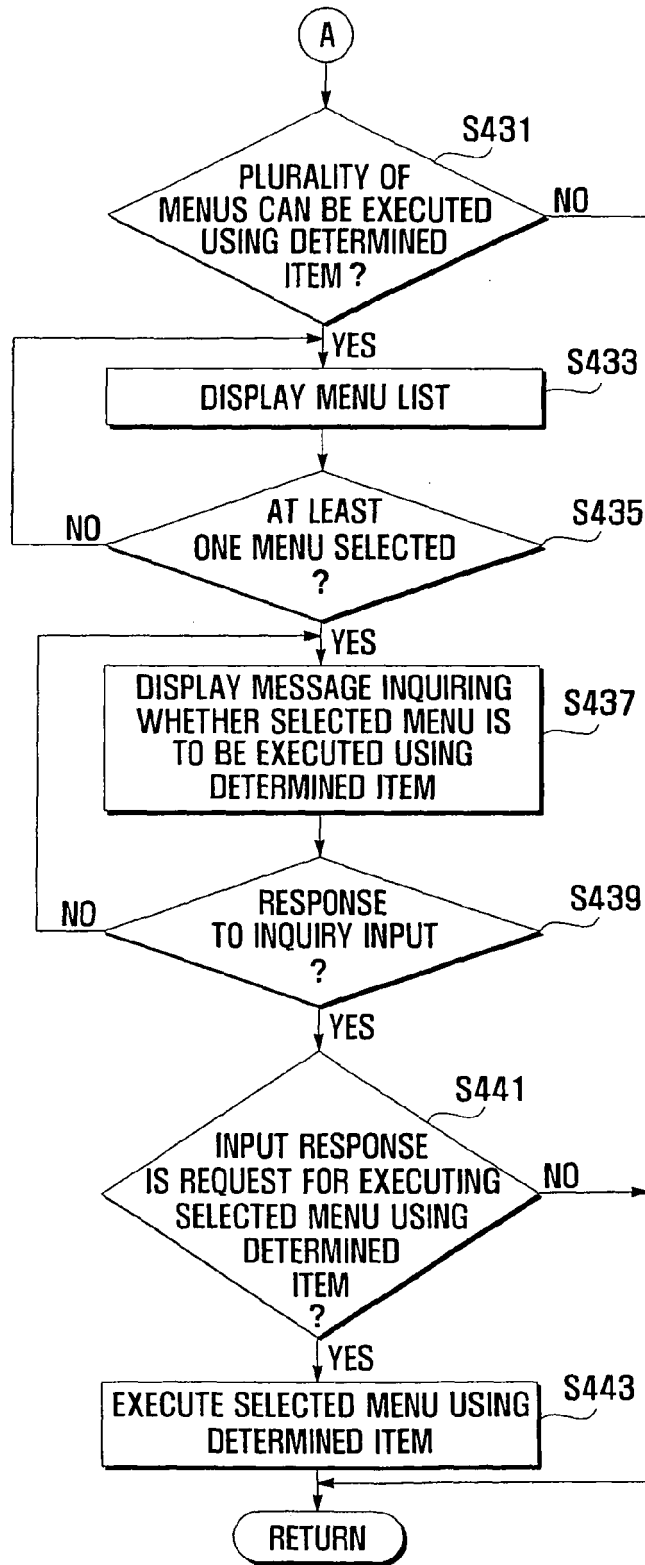 A
S431
PLURALITY OF
MENUS CAN BE EXECUTED
USING DETERMINED
ITEM ?
NO
YES
S433
DISPLAY MENU LIST
S435
AT LEAST
ONE MENU SELECTED
?
NO
YES
S437
DISPLAY MESSAGE INQUIRING
WHETHER SELECTED MENU IS
TO BE EXECUTED USING
DETERMINED ITEM
S439
RESPONSE
TO INQUIRY INPUT
?
NO
YES
S441
INPUT RESPONSE
IS REQUEST FOR EXECUTING
SELECTED MENU USING
DETERMINED
ITEM
?
NO
YES
S443
EXECUTE SELECTED MENU USING
DETERMINED ITEM
RETURN